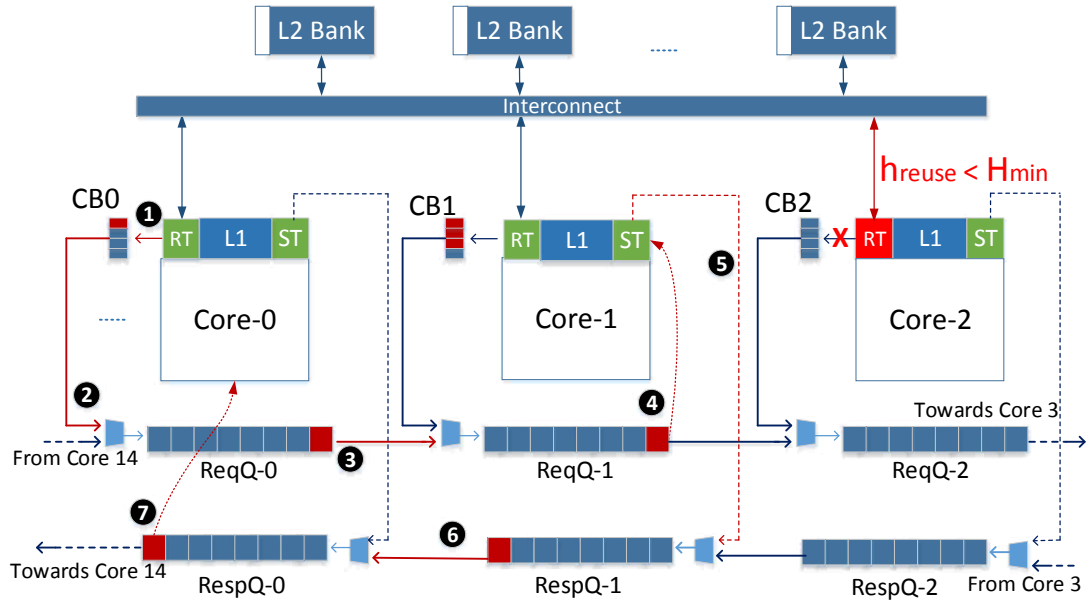 L2 Bank
L2 Bank
L2 Bank
Interconnect
hreuse < Hmin
CB0
1
RT
L1
ST
CB1
RT
L1
ST
CB2
X
RT
L1
ST
5
Core-0
Core-1
Core-2
2
4
Towards Core 3
From Core 14
3
ReqQ-0
ReqQ-1
ReqQ-2
7
6
Towards Core 14
RespQ-0
RespQ-1
RespQ-2
From Core 3